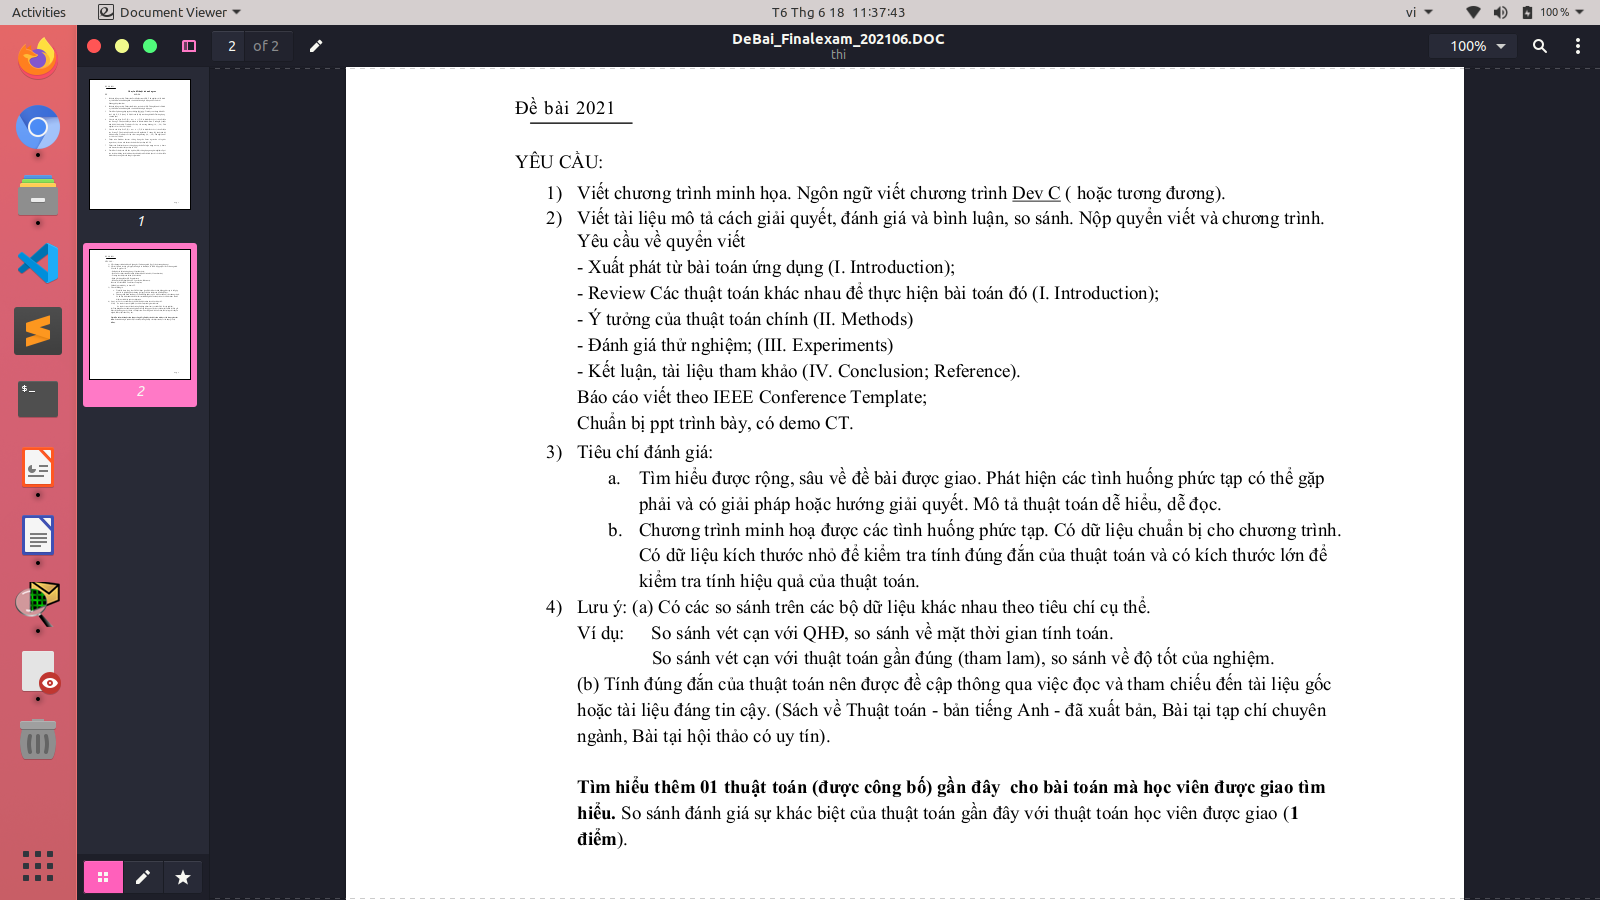 Activities
Document Viewer
T6 Thg 6 18 11:37:43
vi
100%
2 of 2
DeBai_Finalexam_202106.DOC
thi
100%
1
2
$_
Đề bài 2021
YÊU CẦU:
1) Viết chương trình minh họa. Ngôn ngữ viết chương trình Dev C ( hoặc tương đương).
2) Viết tài liệu mô tả cách giải quyết, đánh giá và bình luận, so sánh. Nộp quyển viết và chương trình.
Yêu cầu về quyển viết
- Xuất phát từ bài toán ứng dụng (I. Introduction);
- Review Các thuật toán khác nhau để thực hiện bài toán đó (I. Introduction);
- Ý tưởng của thuật toán chính (II. Methods)
- Đánh giá thử nghiệm; (III. Experiments)
- Kết luận, tài liệu tham khảo (IV. Conclusion; Reference).
Báo cáo viết theo IEEE Conference Template;
Chuẩn bị ppt trình bày, có demo CT.
3) Tiêu chí đánh giá:
a. Tìm hiểu được rộng, sâu về đề bài được giao. Phát hiện các tình huống phức tạp có thể gặp
phải và có giải pháp hoặc hướng giải quyết. Mô tả thuật toán dễ hiểu, dễ đọc.
b. Chương trình minh hoạ được các tình huống phức tạp. Có dữ liệu chuẩn bị cho chương trình.
Có dữ liệu kích thước nhỏ để kiểm tra tính đúng đắn của thuật toán và có kích thước lớn để
kiểm tra tính hiệu quả của thuật toán.
4) Lưu ý: (a) Có các so sánh trên các bộ dữ liệu khác nhau theo tiêu chí cụ thể.
Ví dụ: So sánh vét cạn với QHĐ, so sánh về mặt thời gian tính toán.
So sánh vét cạn với thuật toán gần đúng (tham lam), so sánh về độ tốt của nghiệm.
(b) Tính đúng đắn của thuật toán nên được đề cập thông qua việc đọc và tham chiếu đến tài liệu gốc
hoặc tài liệu đáng tin cậy. (Sách về Thuật toán - bản tiếng Anh - đã xuất bản, Bài tại tạp chí chuyên
ngành, Bài tại hội thảo có uy tín).
Tìm hiểu thêm 01 thuật toán (được công bố) gần đây cho bài toán mà học viên được giao tìm
hiểu. So sánh đánh giá sự khác biệt của thuật toán gần đây với thuật toán học viên được giao (1
điểm).